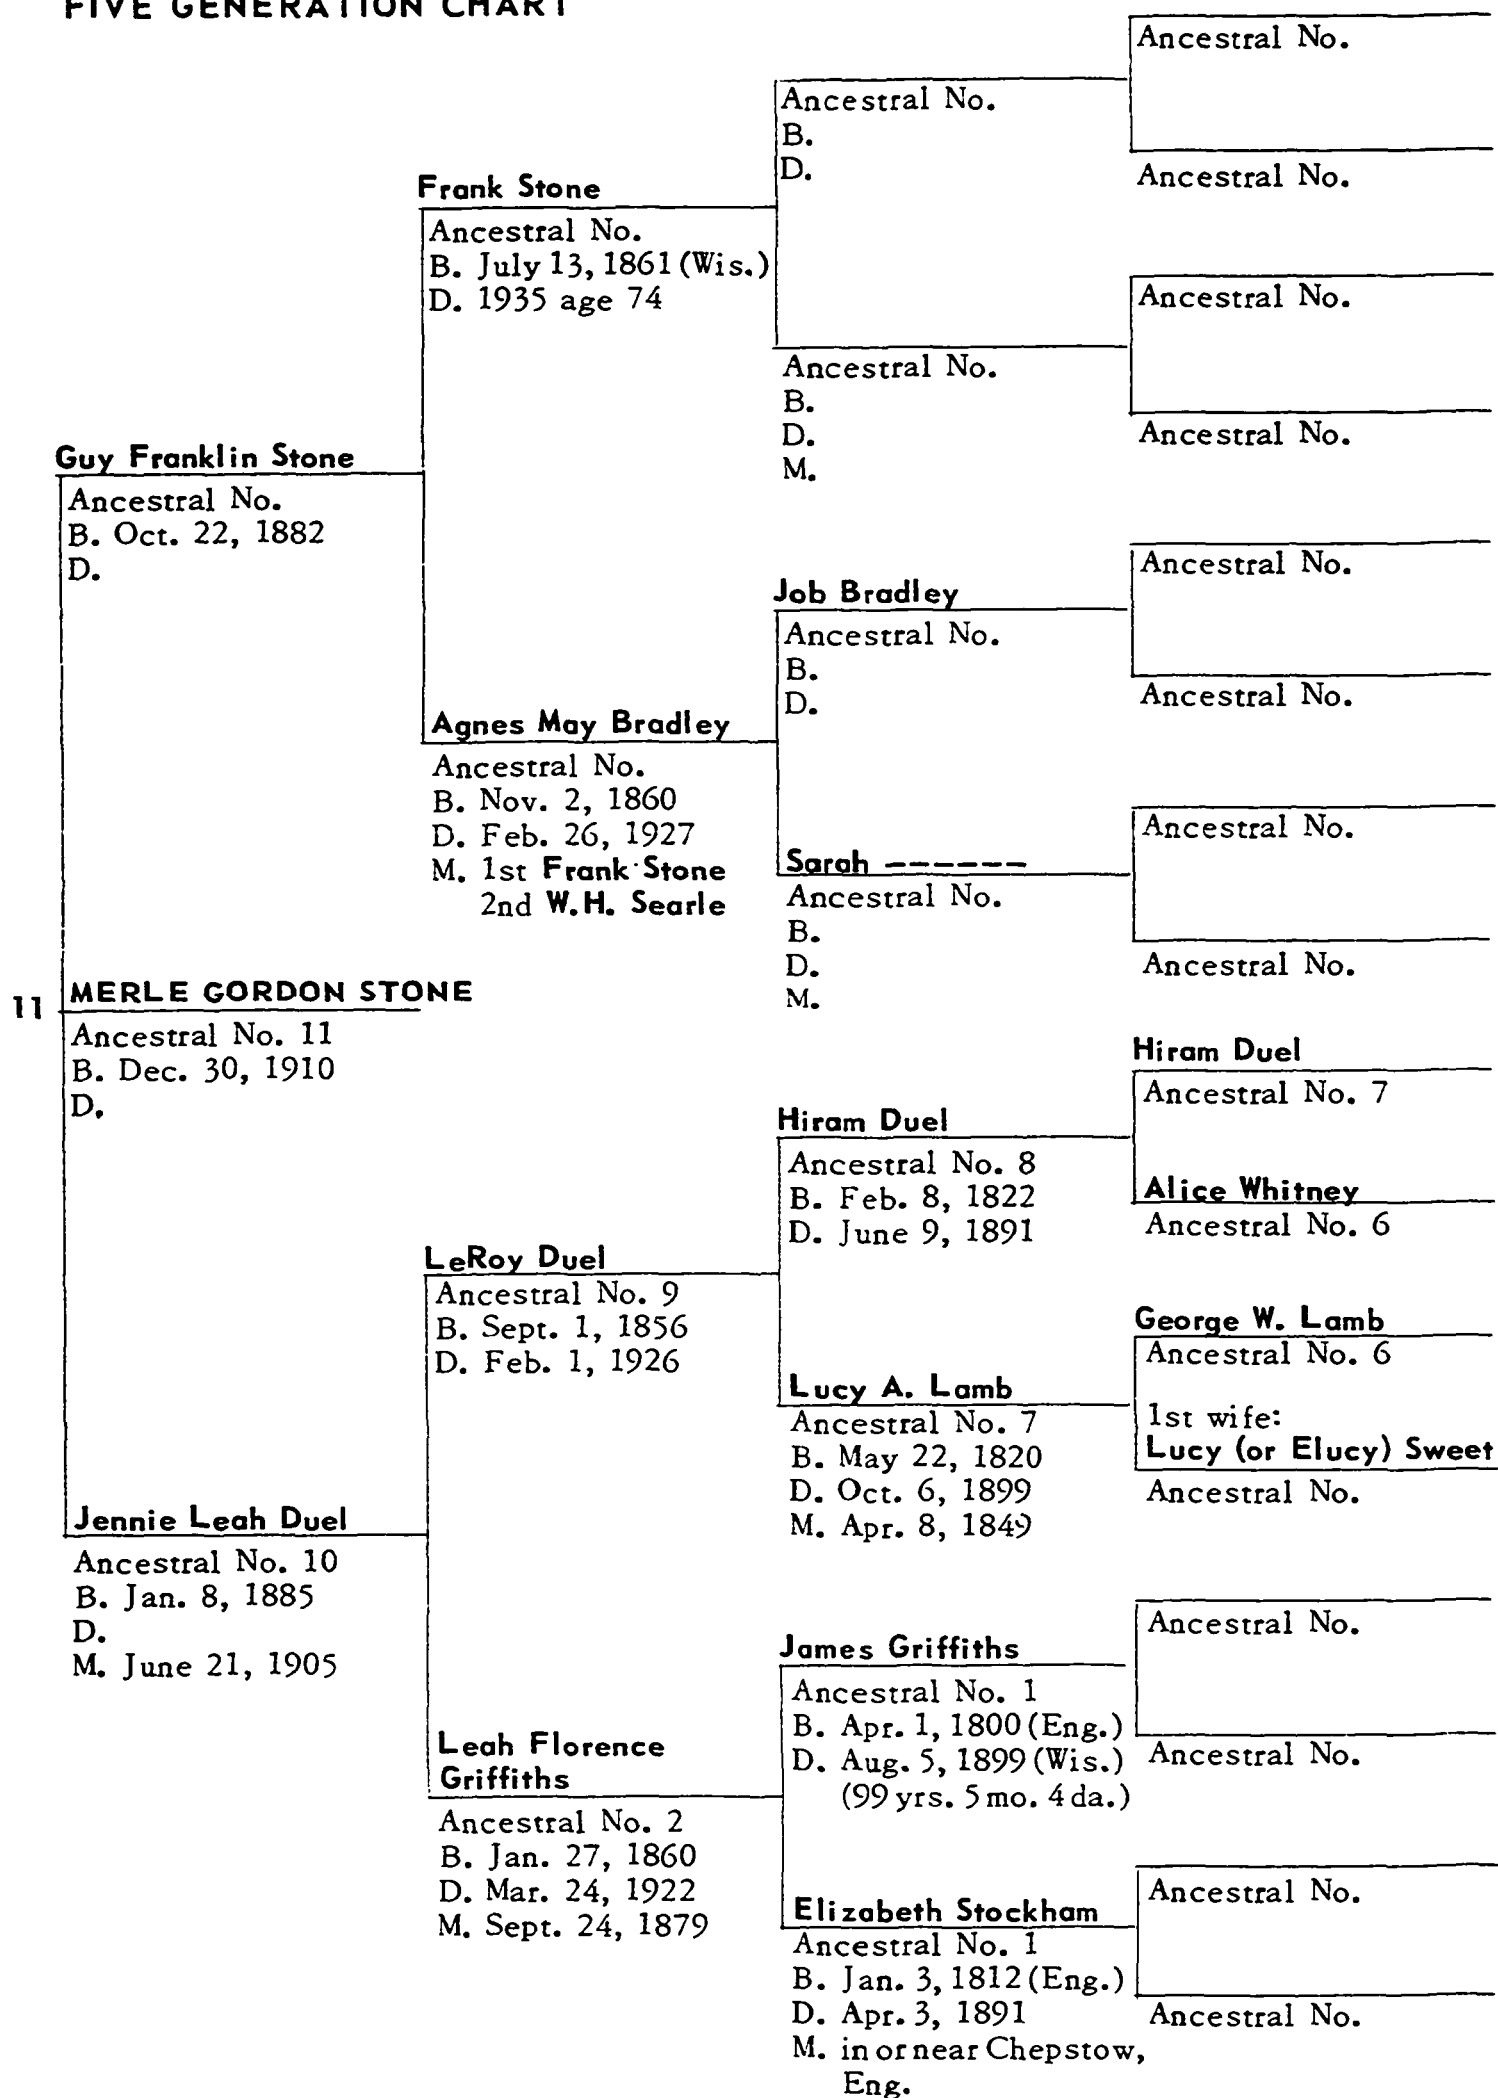 FIVE GENERATION CHART
Ancestral No.
Ancestral No.
B.
D.
Ancestral No.
Frank Stone
Ancestral No.
B. July 13, 1861 (Wis.)
D. 1935 age 74
Ancestral No.
Ancestral No.
B.
D.
M.
Ancestral No.
Guy Franklin Stone
Ancestral No.
B. Oct. 22, 1882
D.
Ancestral No.
Job Bradley
Ancestral No.
B.
D.
Ancestral No.
Agnes May Bradley
Ancestral No.
B. Nov. 2, 1860
D. Feb. 26, 1927
M. 1st Frank Stone
2nd W.H. Searle
Ancestral No.
Sarah ------
Ancestral No.
B.
D.
M.
Ancestral No.
11
MERLE GORDON STONE
Ancestral No. 11
B. Dec. 30, 1910
D.
Hiram Duel
Ancestral No. 7
Hiram Duel
Ancestral No. 8
B. Feb. 8, 1822
D. June 9, 1891
Alice Whitney
Ancestral No. 6
LeRoy Duel
Ancestral No. 9
B. Sept. 1, 1856
D. Feb. 1, 1926
George W. Lamb
Ancestral No. 6
1st wife:
Lucy (or Elucy) Sweet
Ancestral No.
Lucy A. Lamb
Ancestral No. 7
B. May 22, 1820
D. Oct. 6, 1899
M. Apr. 8, 1849
Jennie Leah Duel
Ancestral No. 10
B. Jan. 8, 1885
D.
M. June 21, 1905
Ancestral No.
James Griffiths
Ancestral No. 1
B. Apr. 1, 1800 (Eng.)
D. Aug. 5, 1899 (Wis.)
(99 yrs. 5 mo. 4 da.)
Ancestral No.
Leah Florence
Griffiths
Ancestral No. 2
B. Jan. 27, 1860
D. Mar. 24, 1922
M. Sept. 24, 1879
Ancestral No.
Elizabeth Stockham
Ancestral No. 1
B. Jan. 3, 1812 (Eng.)
D. Apr. 3, 1891
M. in or near Chepstow,
Eng.
Ancestral No.